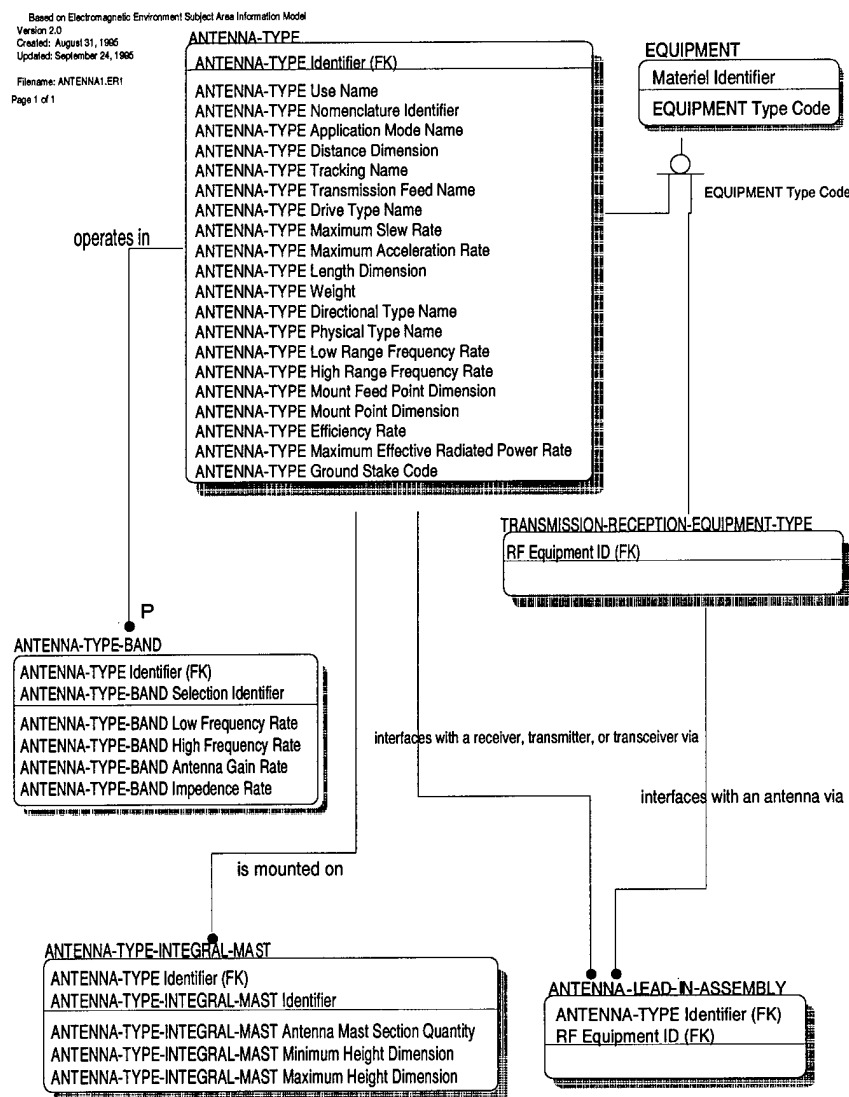 Based on Electromagnetic Environment Subject Area Information Model
Version 2.0
Created: August 31, 1995
Updated: September 24, 1995
Filename: ANTENNA1.ER1
Page 1 of 1
ANTENNA-TYPE
ANTENNA-TYPE Identifier (FK)
ANTENNA-TYPE Use Name
ANTENNA-TYPE Nomenclature Identifier
ANTENNA-TYPE Application Mode Name
ANTENNA-TYPE Distance Dimension
ANTENNA-TYPE Tracking Name
ANTENNA-TYPE Transmission Feed Name
ANTENNA-TYPE Drive Type Name
ANTENNA-TYPE Maximum Slew Rate
ANTENNA-TYPE Maximum Acceleration Rate
ANTENNA-TYPE Length Dimension
ANTENNA-TYPE Weight
ANTENNA-TYPE Directional Type Name
ANTENNA-TYPE Physical Type Name
ANTENNA-TYPE Low Range Frequency Rate
ANTENNA-TYPE High Range Frequency Rate
ANTENNA-TYPE Mount Feed Point Dimension
ANTENNA-TYPE Mount Point Dimension
ANTENNA-TYPE Efficiency Rate
ANTENNA-TYPE Maximum Effective Radiated Power Rate
ANTENNA-TYPE Ground Stake Code
EQUIPMENT
Materiel Identifier
EQUIPMENT Type Code
EQUIPMENT Type Code
operates in
TRANSMISSION-RECEPTION-EQUIPMENT-TYPE
RF Equipment ID (FK)
P
ANTENNA-TYPE-BAND
ANTENNA-TYPE Identifier (FK)
ANTENNA-TYPE-BAND Selection Identifier
ANTENNA-TYPE-BAND Low Frequency Rate
ANTENNA-TYPE-BAND High Frequency Rate
ANTENNA-TYPE-BAND Antenna Gain Rate
ANTENNA-TYPE-BAND Impedence Rate
interfaces with a receiver, transmitter, or transceiver via
interfaces with an antenna via
is mounted on
ANTENNA-TYPE-INTEGRAL-MAST
ANTENNA-TYPE Identifier (FK)
ANTENNA-TYPE-INTEGRAL-MAST Identifier
ANTENNA-TYPE-INTEGRAL-MAST Antenna Mast Section Quantity
ANTENNA-TYPE-INTEGRAL-MAST Minimum Height Dimension
ANTENNA-TYPE-INTEGRAL-MAST Maximum Height Dimension
ANTENNA-LEAD-IN-ASSEMBLY
ANTENNA-TYPE Identifier (FK)
RF Equipment ID (FK)